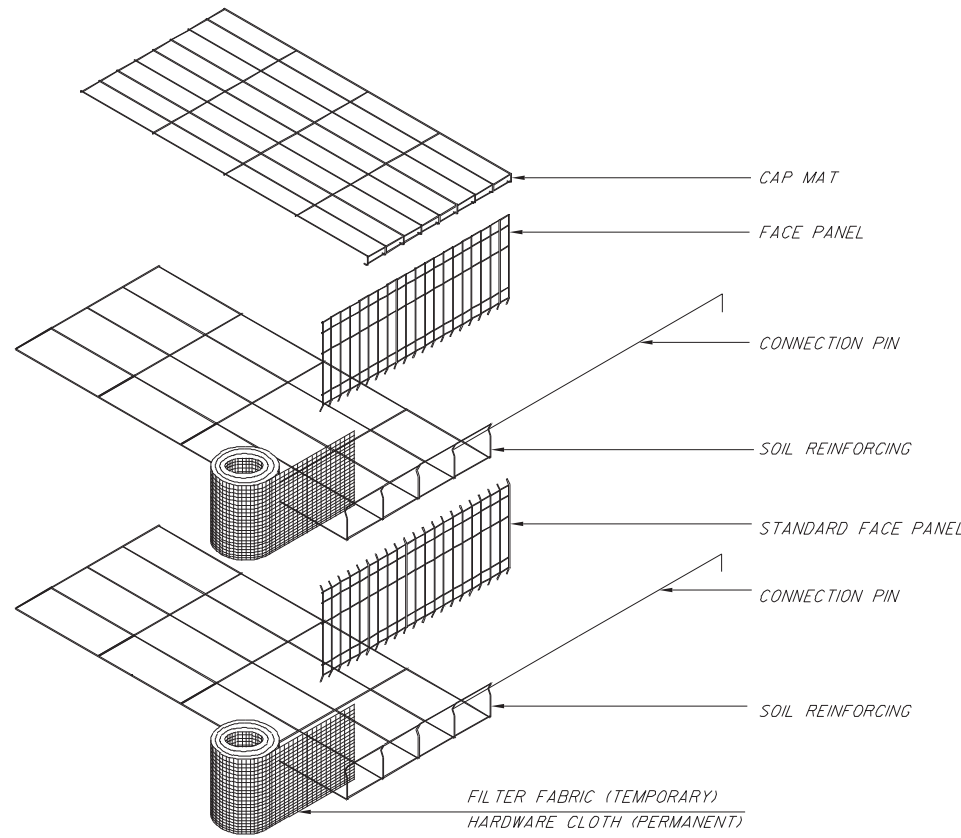 CAP MAT
FACE PANEL
CONNECTION PIN
SOIL REINFORCING
STANDARD FACE PANEL
CONNECTION PIN
SOIL REINFORCING
FILTER FABRIC (TEMPORARY)
HARDWARE CLOTH (PERMANENT)